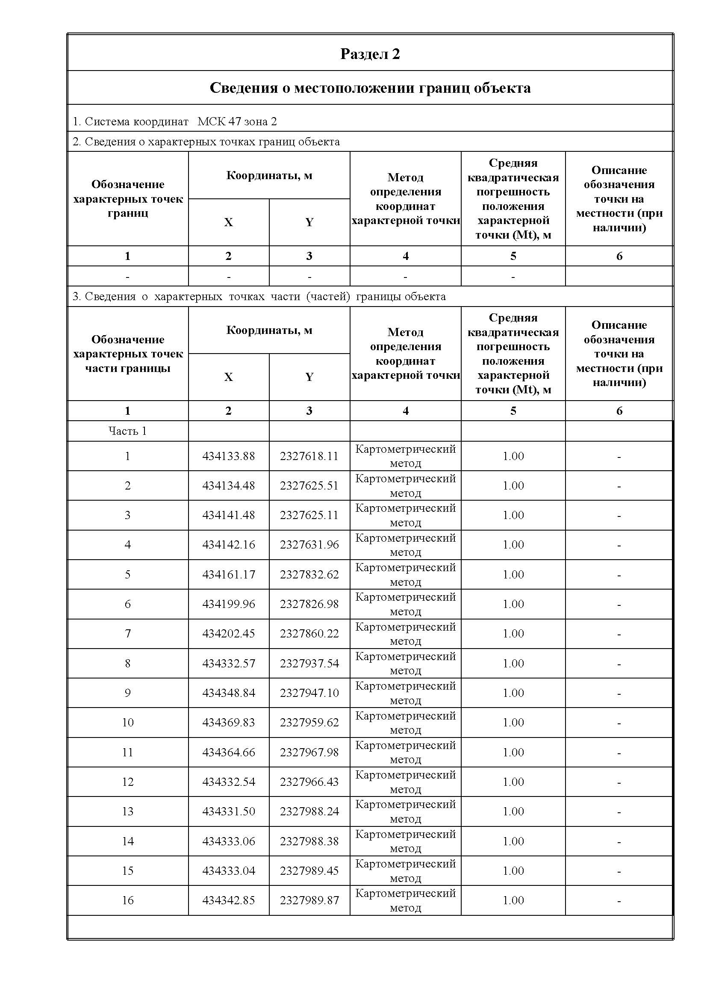 Раздел 2
Сведения о местоположении границ объекта
1. Система координат МСК 47 зона 2
2. Сведения о характерных точках границ объекта
Обозначение
характерных точек
границ
Координаты, м
X
Y
Метод
определения
координат
характерной точки
Средняя
квадратическая
погрешность
положения
характерной
точки (Mt), м
Описание
обозначения
точки на
местности (при
наличии)
1 2 3 4 5 6
- - - - -
3. Сведения о характерных точках части (частей) границы объекта
Обозначение
характерных точек
части границы
Координаты, м
X
Y
Метод
определения
координат
характерной точки
Средняя
квадратическая
погрешность
положения
характерной
точки (Mt), м
Описание
обозначения
точки на
местности (при
наличии)
1 2 3 4 5 6
Часть 1
1 434133.88 2327618.11 Картометрический
метод 1.00 -
2 434134.48 2327625.51 Картометрический
метод 1.00 -
3 434141.48 2327625.11 Картометрический
метод 1.00 -
4 434142.16 2327631.96 Картометрический
метод 1.00 -
5 434161.17 2327832.62 Картометрический
метод 1.00 -
6 434199.96 2327826.98 Картометрический
метод 1.00 -
7 434202.45 2327860.22 Картометрический
метод 1.00 -
8 434332.57 2327937.54 Картометрический
метод 1.00 -
9 434348.84 2327947.10 Картометрический
метод 1.00 -
10 434369.83 2327959.62 Картометрический
метод 1.00 -
11 434364.66 2327967.98 Картометрический
метод 1.00 -
12 434332.54 2327966.43 Картометрический
метод 1.00 -
13 434331.50 2327988.24 Картометрический
метод 1.00 -
14 434333.06 2327988.38 Картометрический
метод 1.00 -
15 434333.04 2327989.45 Картометрический
метод 1.00 -
16 434342.85 2327989.87 Картометрический
метод 1.00 -